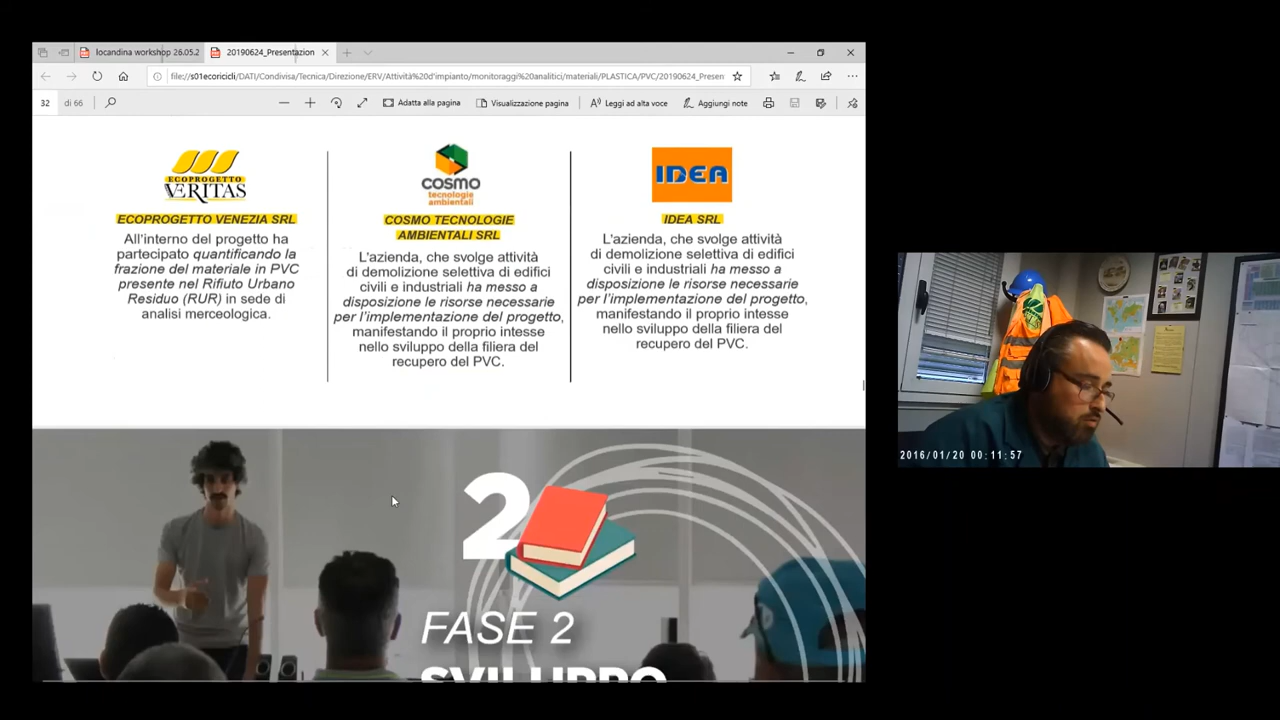 locandina workshop 26.05.2
20190624_Presentazion
file://s01ecoricicli/DATI/Condivisa/Tecnica/Direzione/ERV/Attività%20d'impianto/monitoraggi%20analitici/materiali/PLASTICA/PVC/20190624_Presen
32 di 66
Adatta alla pagina
Visualizzazione pagina
Leggi ad alta voce
Aggiungi note
ECOPROGETTO
VERITAS
ECOPROGETTO VENEZIA SRL
All'interno del progetto ha
partecipato quantificando la
frazione del materiale in PVC
presente nel Rifiuto Urbano
Residuo (RUR) in sede di
analisi merceologica.
cosmo
tecnologie
ambientali
COSMO TECNOLOGIE
AMBIENTALI SRL
L'azienda, che svolge attività
di demolizione selettiva di edifici
civili e industriali ha messo a
disposizione le risorse necessarie
per l'implementazione del progetto,
manifestando il proprio intesse
nello sviluppo della filiera del
recupero del PVC.
IDEA
IDEA SRL
L'azienda, che svolge attività
di demolizione selettiva di edifici
civili e industriali ha messo a
disposizione le risorse necessarie
per l'implementazione del progetto,
manifestando il proprio intesse
nello sviluppo della filiera del
recupero del PVC.
2
FASE 2
SVILUPPO
2016/01/20 00:11:57